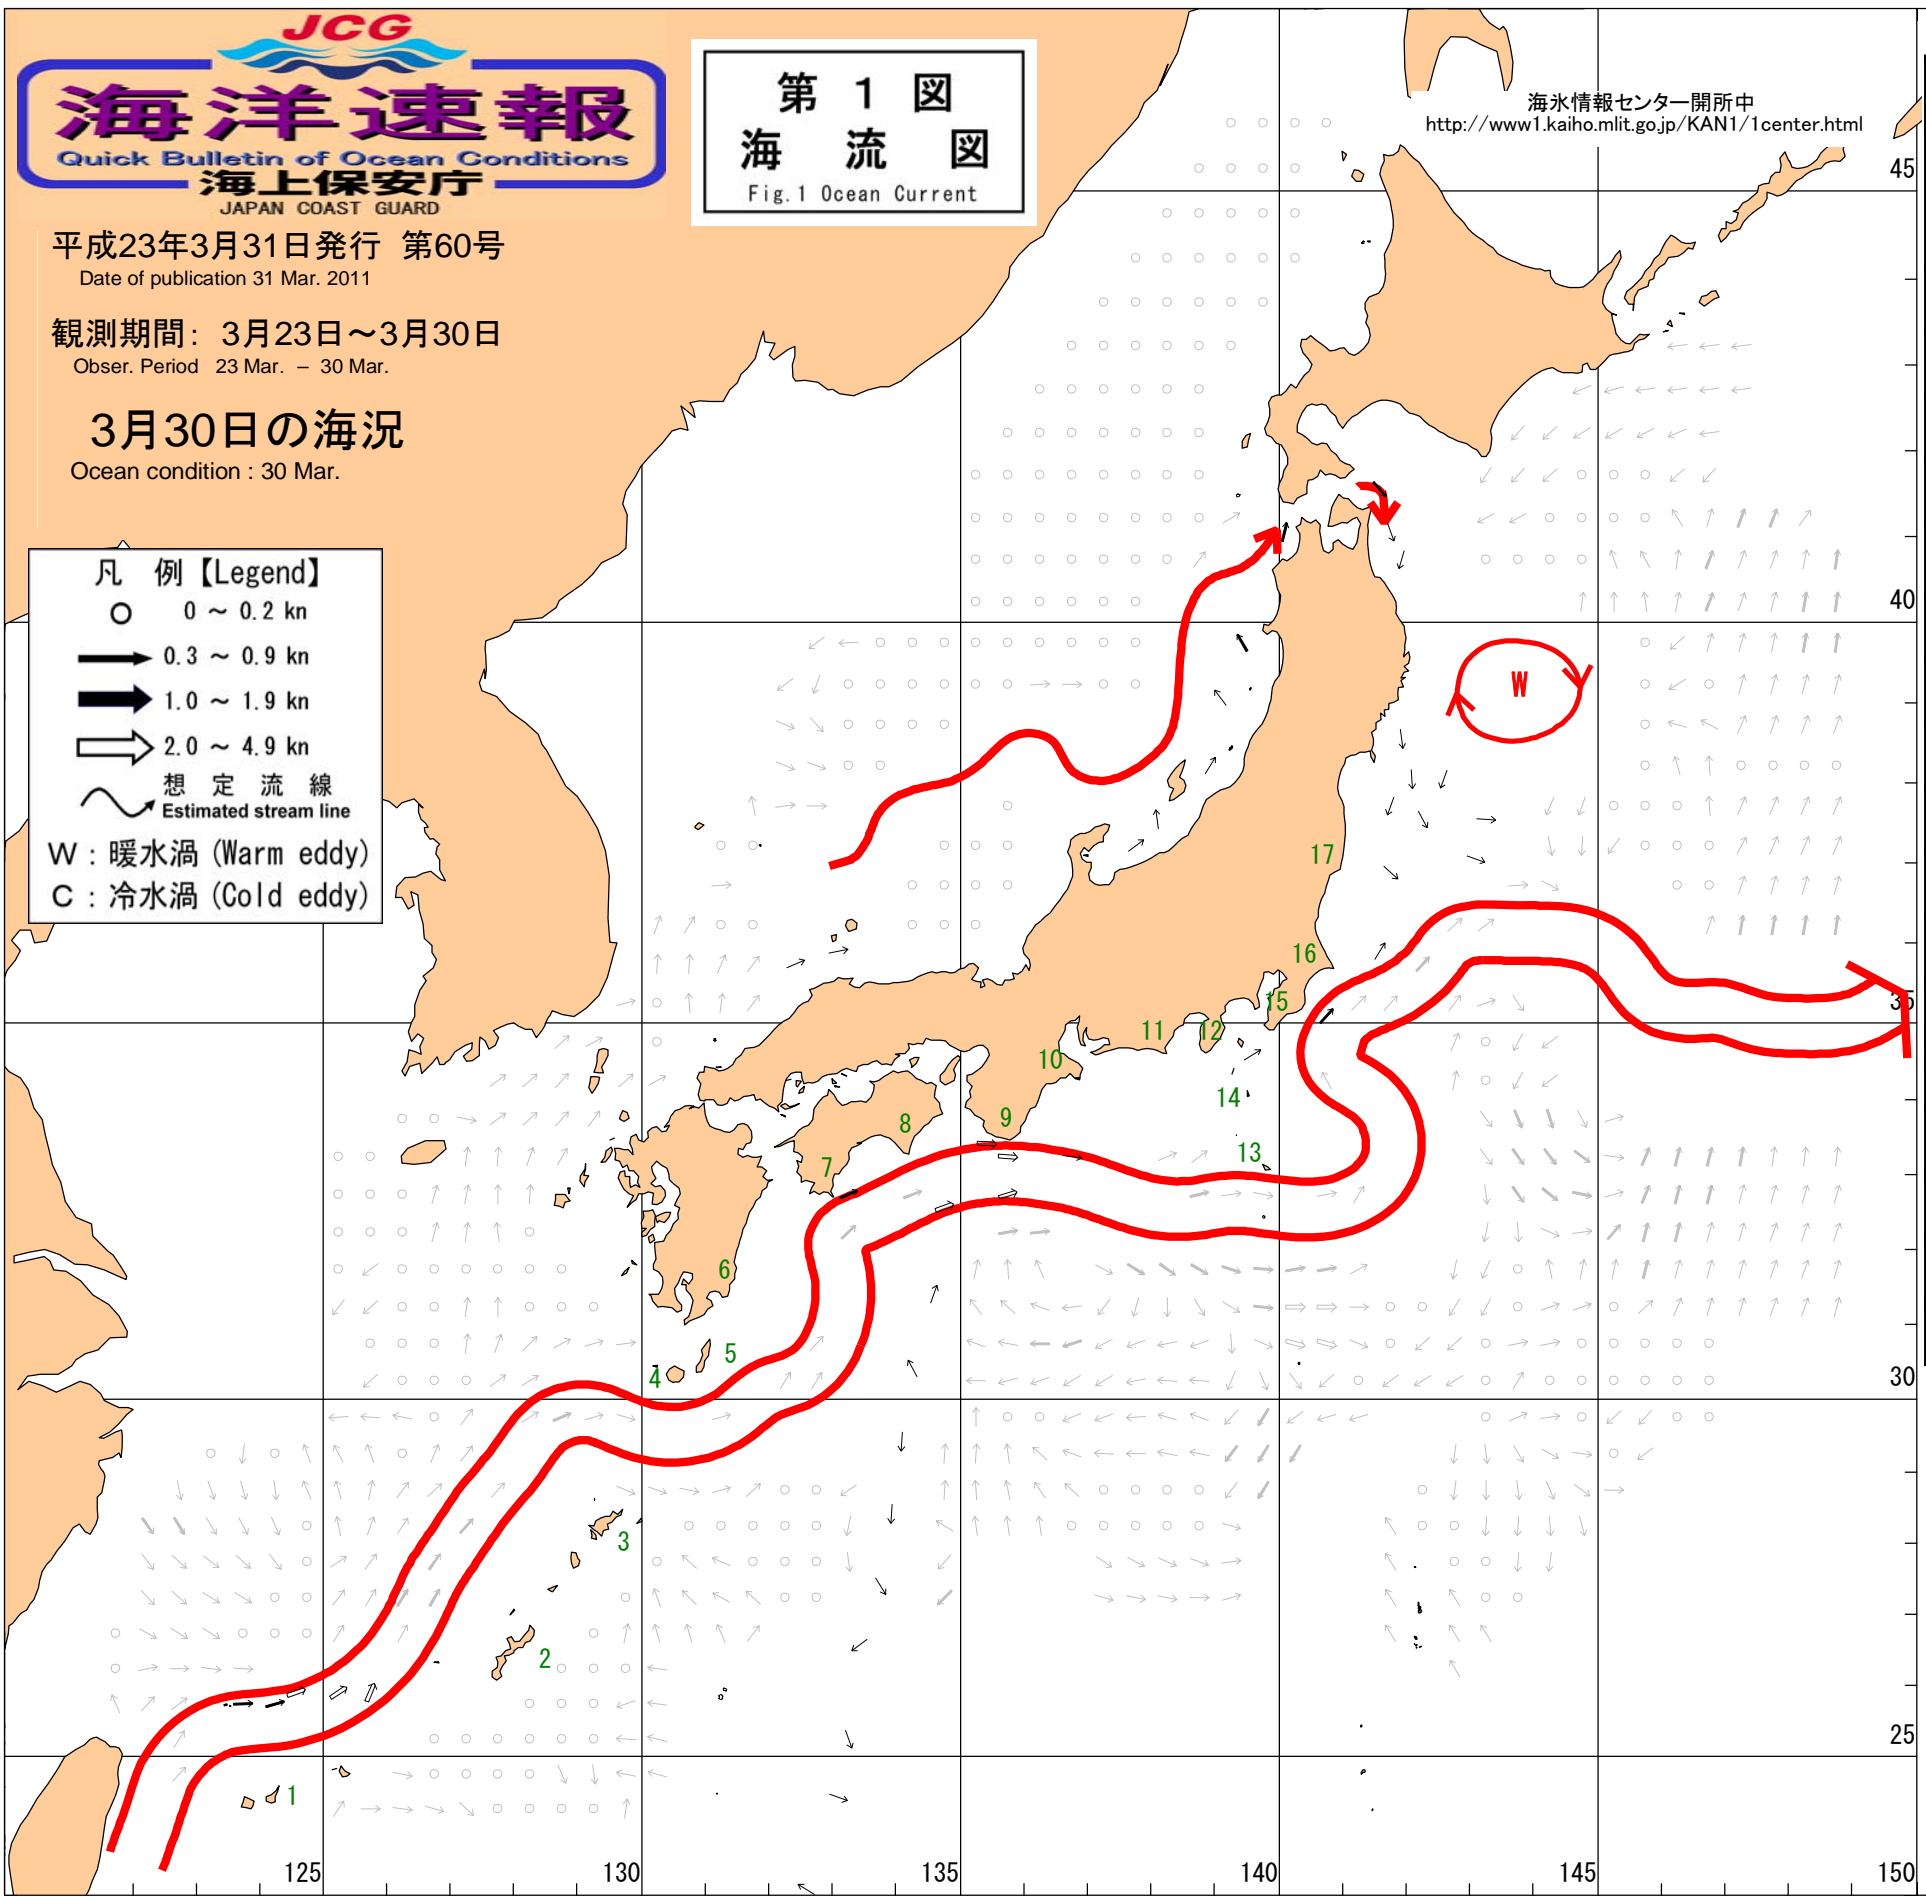 JCG
海洋速報
Quick Bulletin of Ocean Conditions
海上保安庁
JAPAN COAST GUARD
第 1 図
海 流 図
Fig.1 Ocean Current
海氷情報センター開所中
http://www1.kaiho.mlit.go.jp/KAN1/1center.html
平成23年3月31日発行 第60号
Date of publication 31 Mar. 2011
観測期間: 3月23日～3月30日
Obser. Period 23 Mar. – 30 Mar.
3月30日の海況
Ocean condition : 30 Mar.
凡 例【Legend】
0 ～ 0.2 kn
0.3 ～ 0.9 kn
1.0 ～ 1.9 kn
2.0 ～ 4.9 kn
想 定 流 線
Estimated stream line
W : 暖水渦 (Warm eddy)
C : 冷水渦 (Cold eddy)
45
40
W
17
16
35
15
11
12
10
14
9
8
13
7
6
5
4
30
3
2
25
1
125
130
135
140
145
150